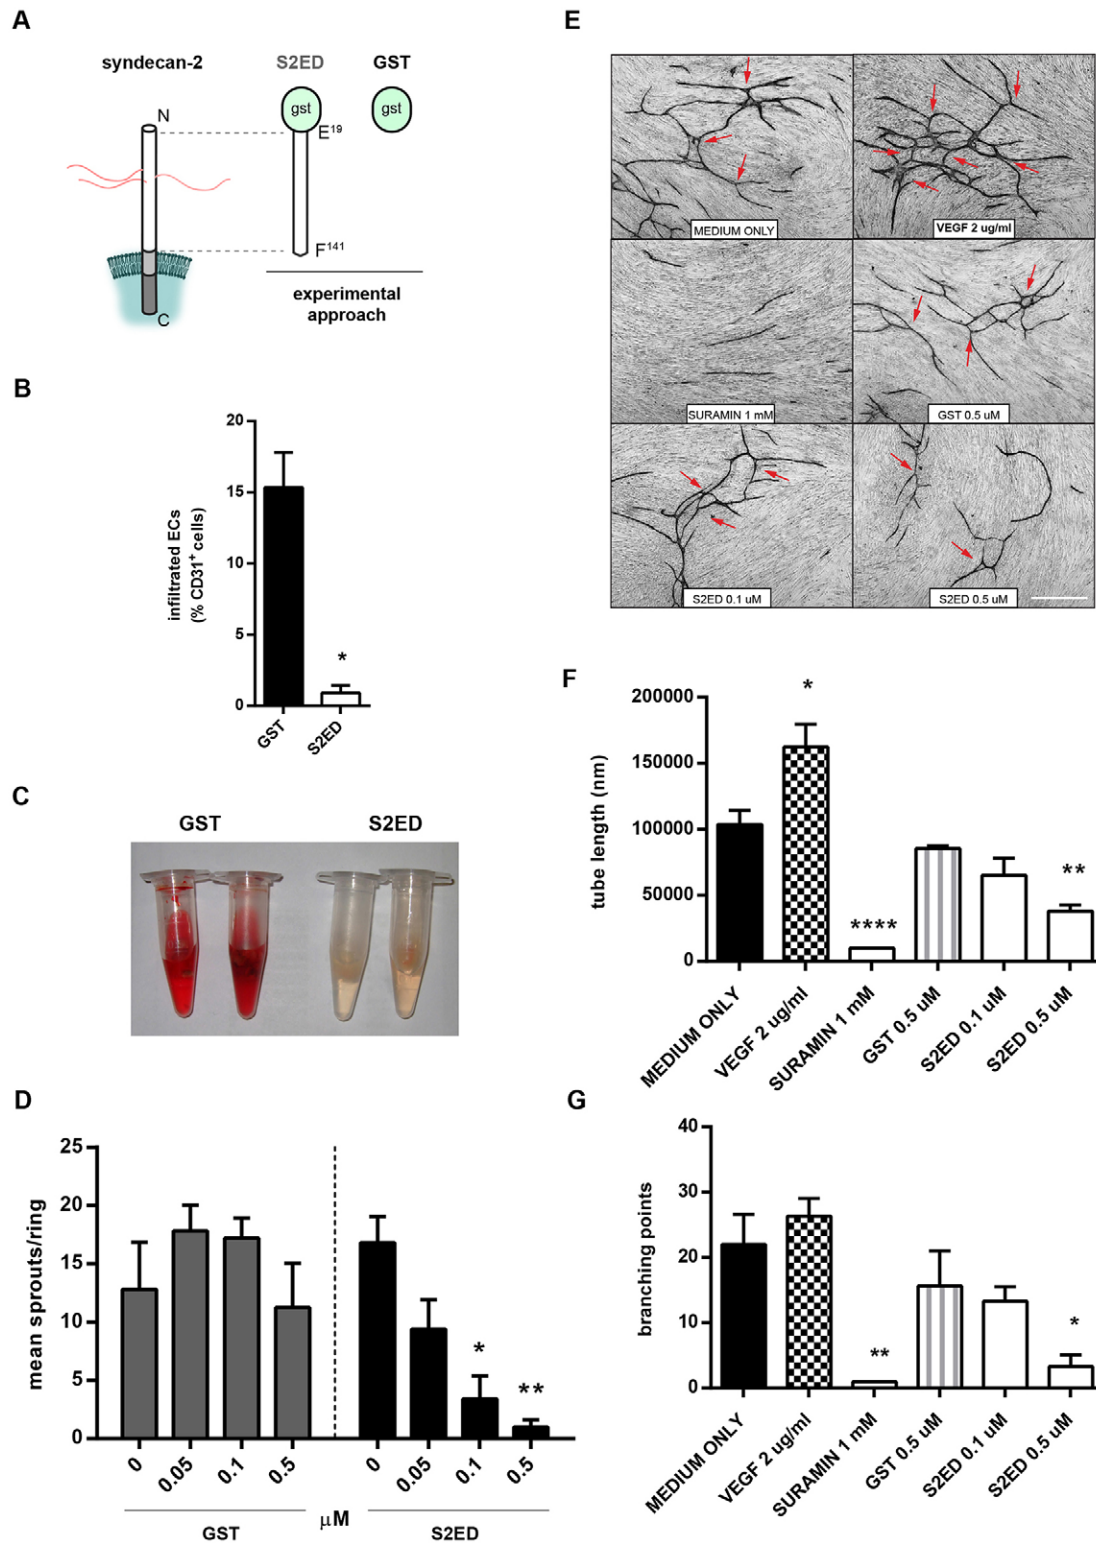 A
syndecan-2
S2ED
GST
N
gst
gst
E19
F141
C
experimental
approach
B
infiltrated ECs
(% CD31+ cells)
20
15
10
5
0
*
GST
S2ED
C
GST
S2ED
D
mean sprouts/ring
25
20
15
10
5
0
*
**
0
0.05
0.1
0.5
0
0.05
0.1
0.5
GST
μM
S2ED
E
MEDIUM ONLY
VEGF 2 ug/ml
SURAMIN 1 mM
GST 0.5 uM
S2ED 0.1 uM
S2ED 0.5 uM
F
tube length (nm)
200000
150000
100000
50000
0
*
****
**
MEDIUM ONLY
VEGF 2 ug/ml
SURAMIN 1 mM
GST 0.5 uM
S2ED 0.1 uM
S2ED 0.5 uM
G
branching points
40
30
20
10
0
**
*
MEDIUM ONLY
VEGF 2 ug/ml
SURAMIN 1 mM
GST 0.5 uM
S2ED 0.1 uM
S2ED 0.5 uM